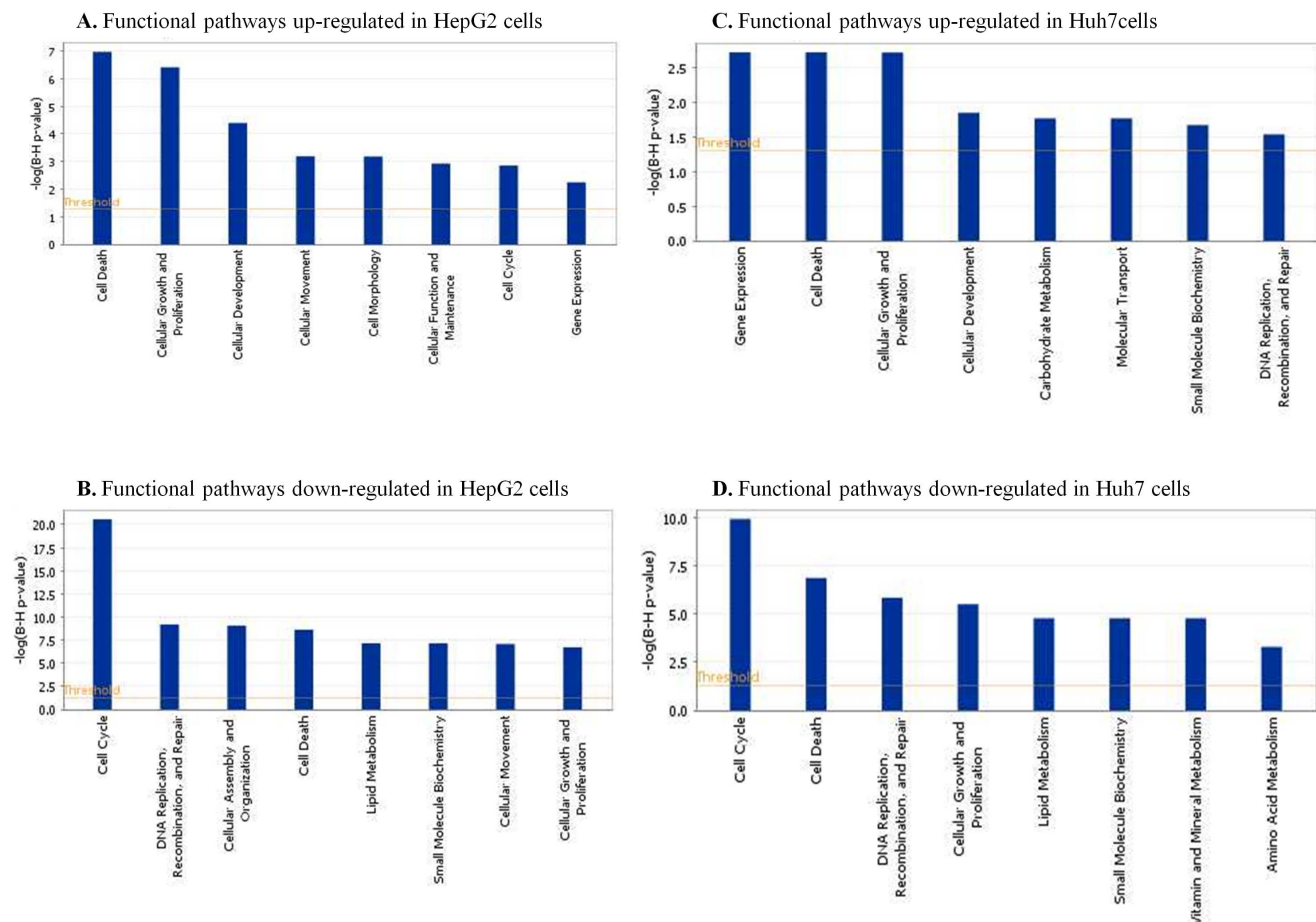 A. Functional pathways up-regulated in HepG2 cells
-log(B-H p-value)
7
6
5
4
3
2
1
0
Threshold
Cell Death
Cellular Growth and
Proliferation
Cellular Development
Cellular Movement
Cell Morphology
Cellular Function and
Maintenance
Cell Cycle
Gene Expression
C. Functional pathways up-regulated in Huh7cells
-log(B-H p-value)
2.5
2.0
1.5
1.0
0.5
0.0
Threshold
Gene Expression
Cell Death
Cellular Growth and
Proliferation
Cellular Development
Carbohydrate Metabolism
Molecular Transport
Small Molecule Biochemistry
DNA Replication,
Recombination, and Repair
B. Functional pathways down-regulated in HepG2 cells
-log(B-H p-value)
20.0
17.5
15.0
12.5
10.0
7.5
5.0
2.5
0.0
Threshold
Cell Cycle
DNA Replication,
Recombination, and Repair
Cellular Assembly and
Organization
Cell Death
Lipid Metabolism
Small Molecule Biochemistry
Cellular Movement
Cellular Growth and
Proliferation
D. Functional pathways down-regulated in Huh7 cells
-log(B-H p-value)
10.0
7.5
5.0
2.5
0.0
Threshold
Cell Cycle
Cell Death
DNA Replication,
Recombination, and Repair
Cellular Growth and
Proliferation
Lipid Metabolism
Small Molecule Biochemistry
Vitamin and Mineral Metabolism
Amino Acid Metabolism